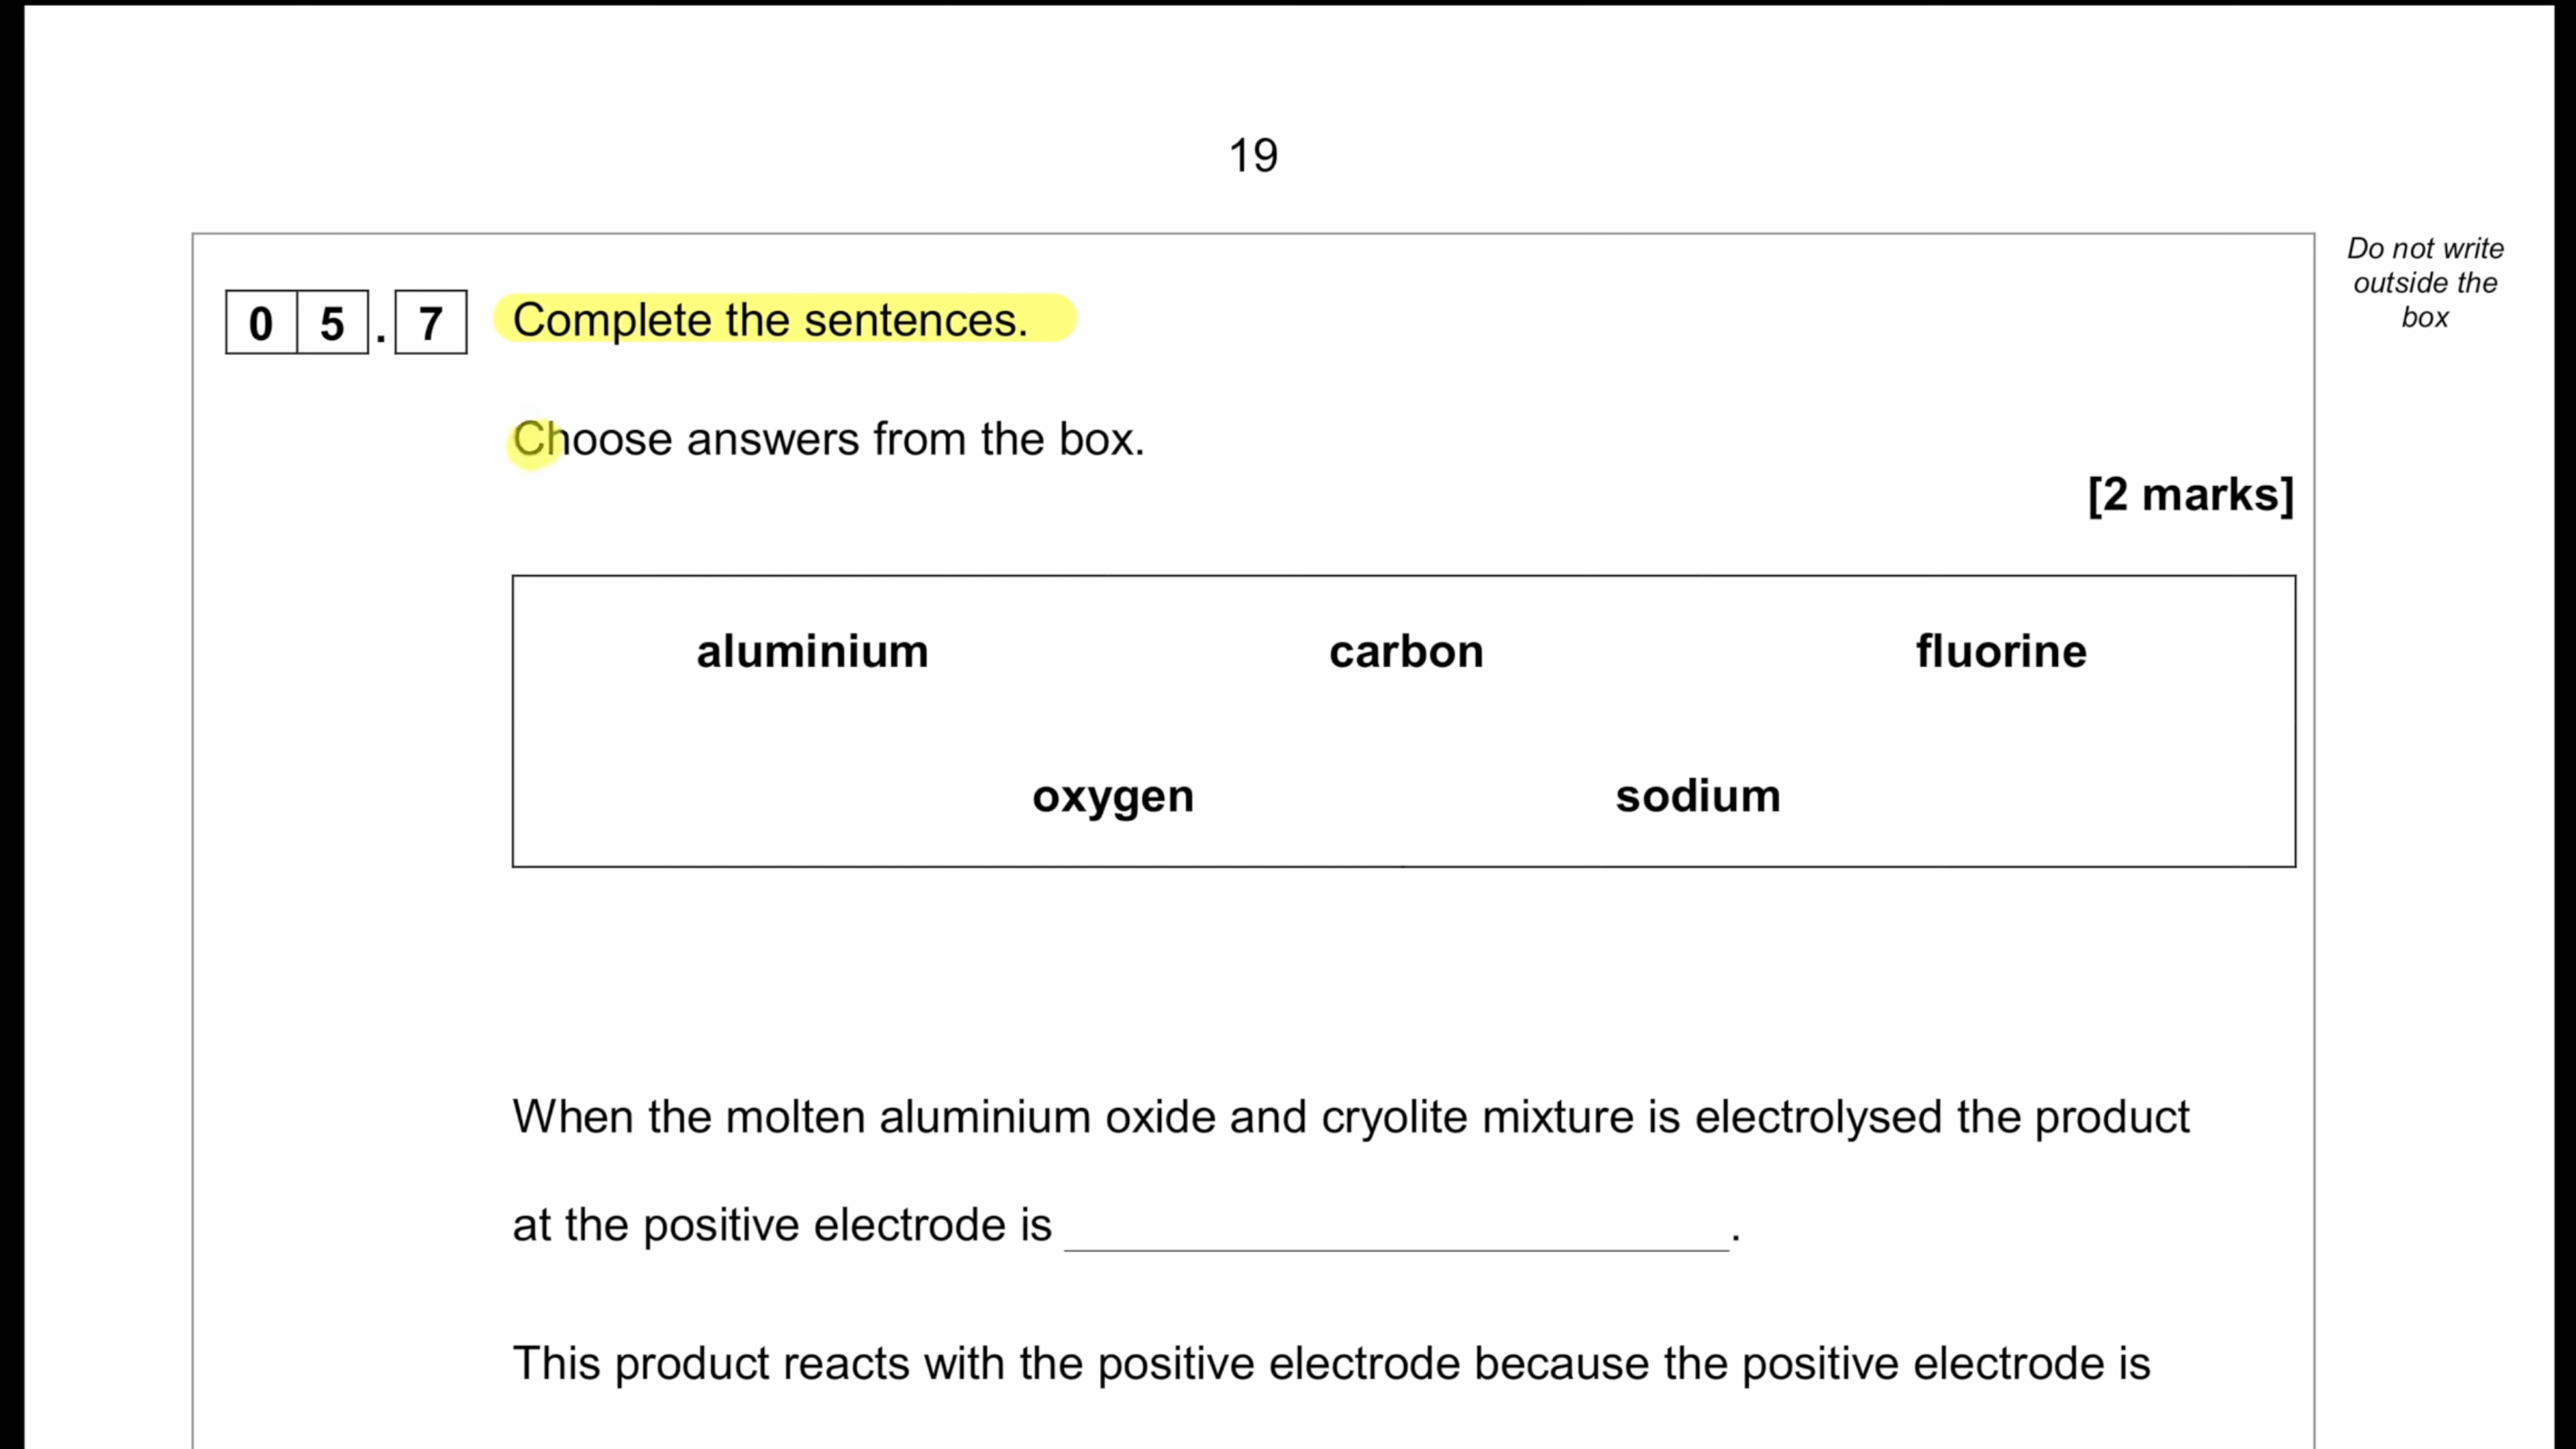 19
Do not write
outside the
box
0 5 . 7 Complete the sentences.
Choose answers from the box.
[2 marks]
aluminium carbon fluorine
oxygen sodium
When the molten aluminium oxide and cryolite mixture is electrolysed the product
at the positive electrode is ____________________.
This product reacts with the positive electrode because the positive electrode is